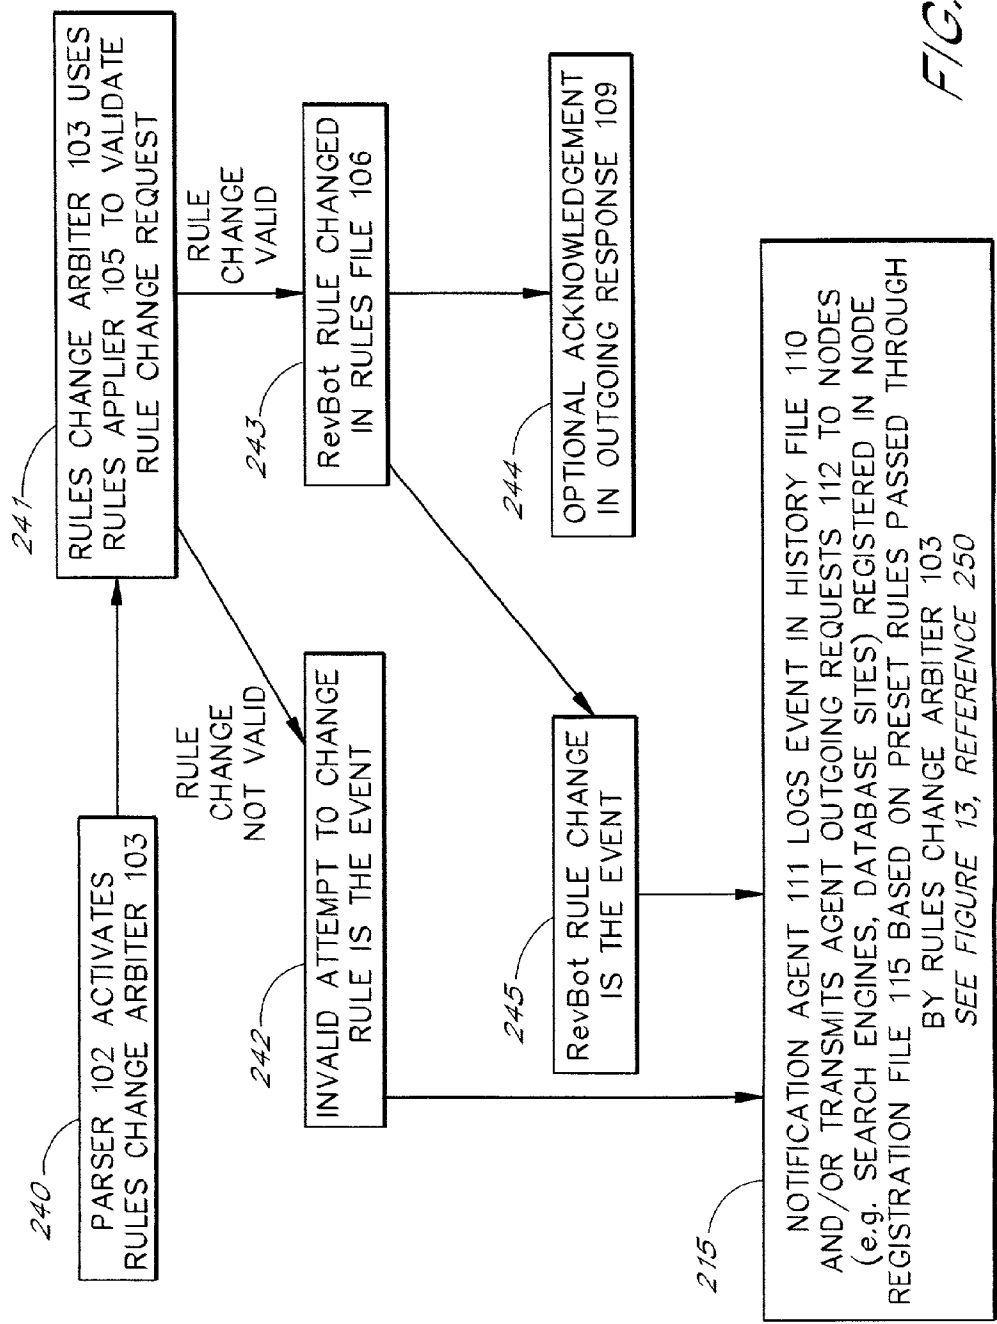 240
PARSER 102 ACTIVATES
RULES CHANGE ARBITER 103
241
RULES CHANGE ARBITER 103 USES
RULES APPLIER 105 TO VALIDATE
RULE CHANGE REQUEST
RULE
CHANGE
NOT VALID
RULE
CHANGE
VALID
242
INVALID ATTEMPT TO CHANGE
RULE IS THE EVENT
243
RevBot RULE CHANGED
IN RULES FILE 106
245
RevBot RULE CHANGE
IS THE EVENT
244
OPTIONAL ACKNOWLEDGEMENT
IN OUTGOING RESPONSE 109
215
NOTIFICATION AGENT 111 LOGS EVENT IN HISTORY FILE 110
AND/OR TRANSMITS AGENT OUTGOING REQUESTS 112 TO NODES
(e.g. SEARCH ENGINES, DATABASE SITES) REGISTERED IN NODE
REGISTRATION FILE 115 BASED ON PRESET RULES PASSED THROUGH
BY RULES CHANGE ARBITER 103
SEE FIGURE 13, REFERENCE 250
FIG.